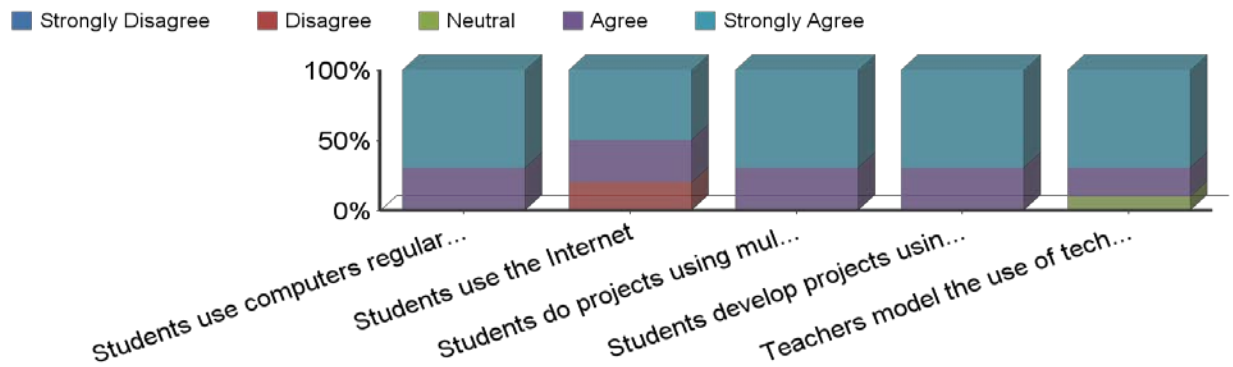 Strongly Disagree Disagree Neutral Agree Strongly Agree
100%
50%
0%
Students use computers regular...
Students use the Internet
Students do projects using mul...
Students develop projects usin...
Teachers model the use of tech...